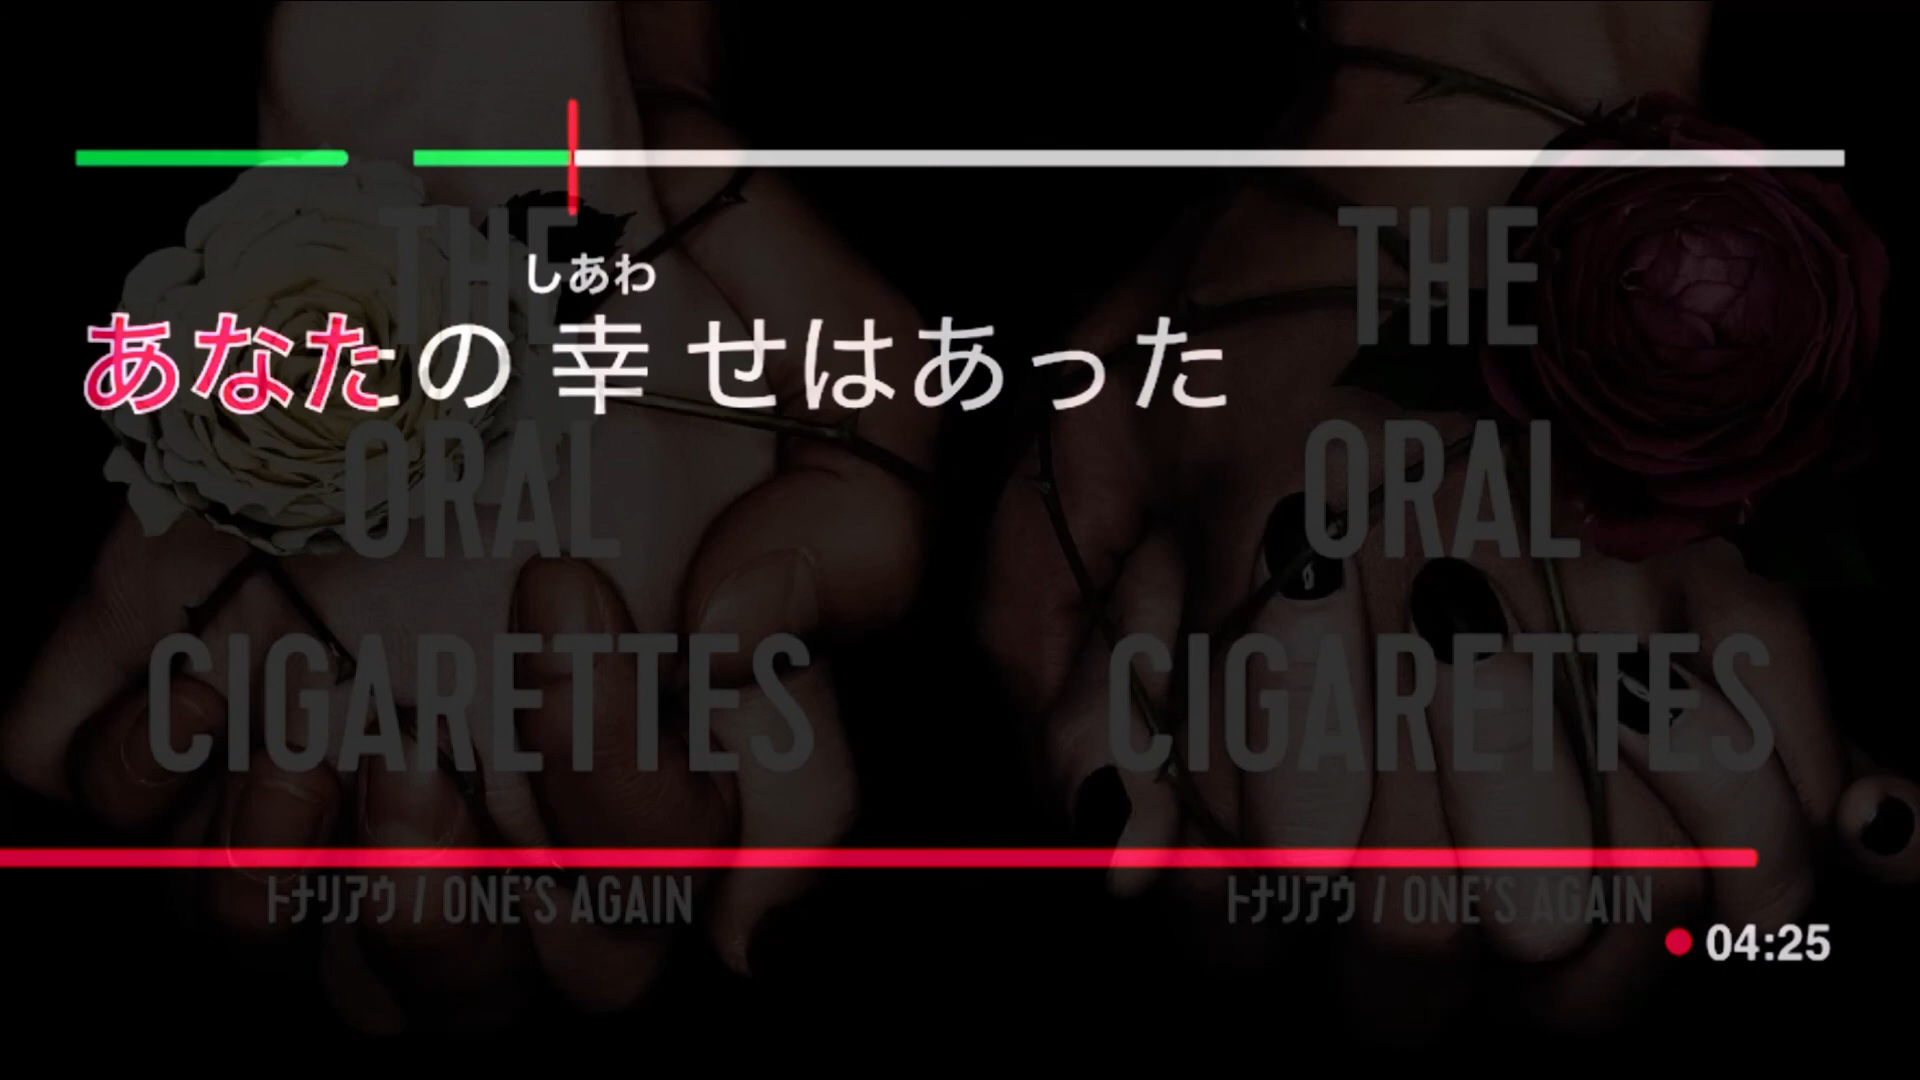 しあわ
あなたの幸せはあった
THE
ORAL
CIGARETTES
トナリアウ / ONE'S AGAIN
THE
ORAL
CIGARETTES
トナリアウ / ONE'S AGAIN
04:25